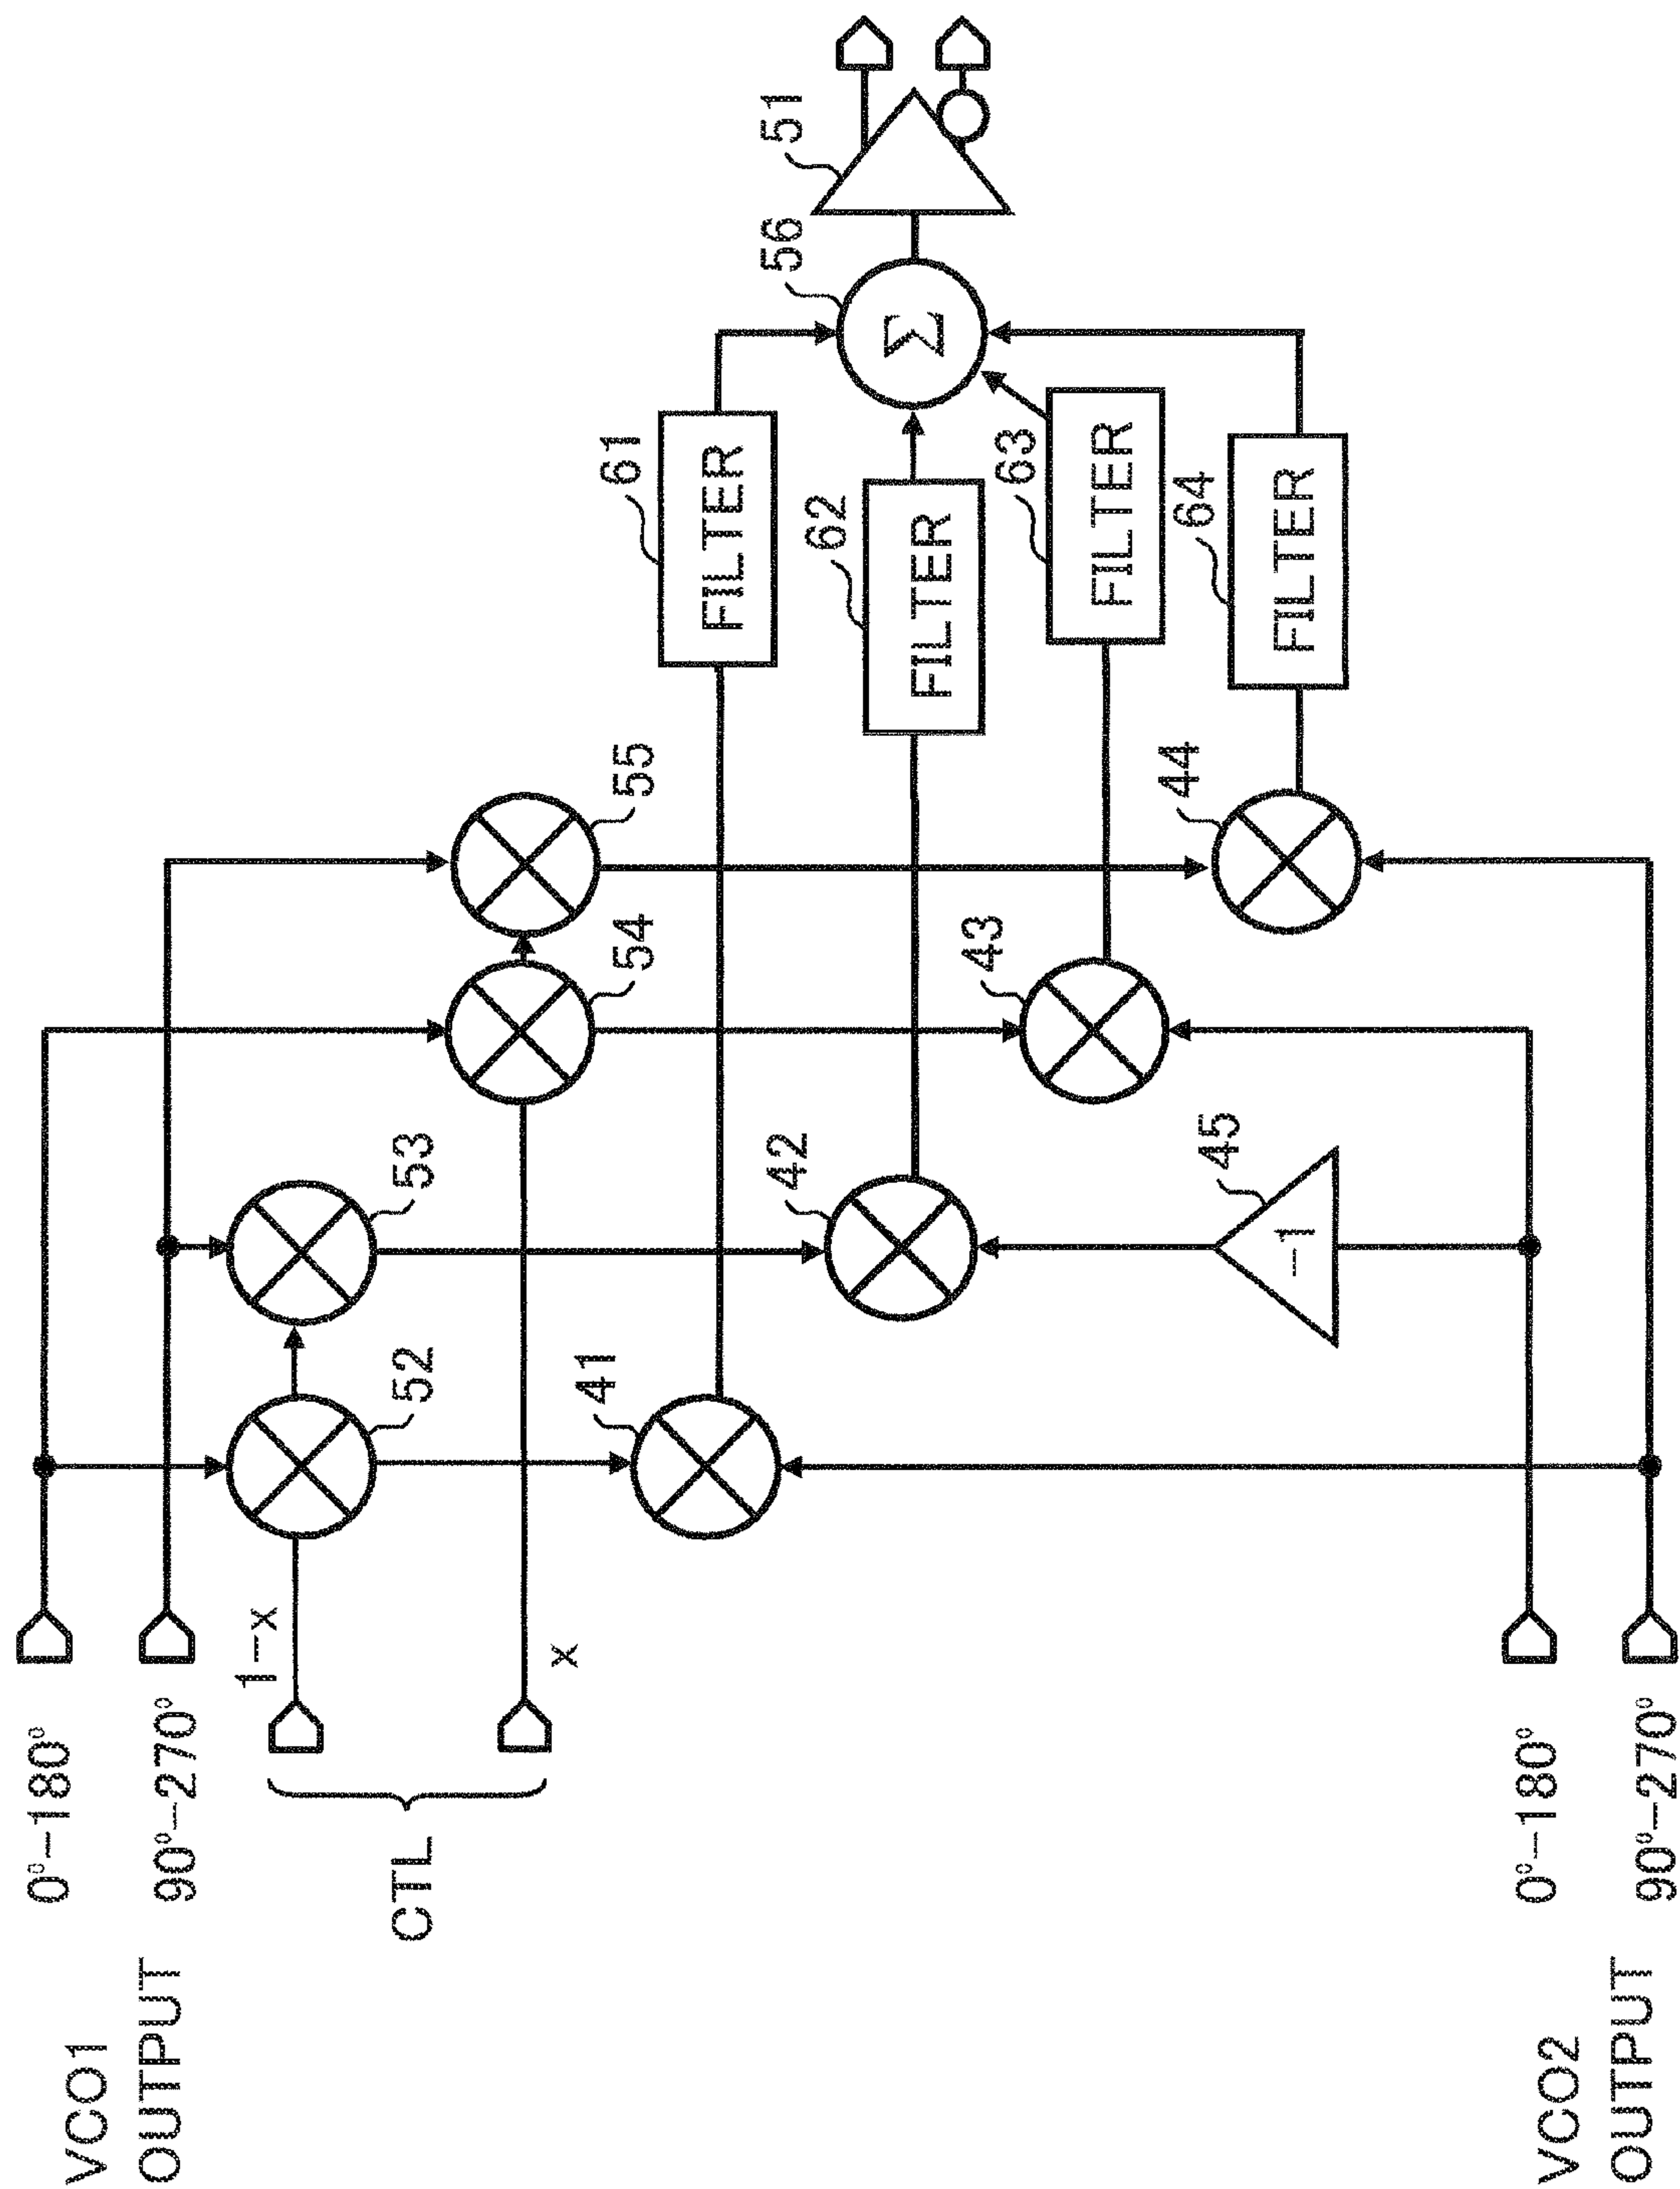 VCO1
OUTPUT
0°–180°
90°–270°
CTL
1–x
x
52
53
54
55
41
42
43
44
45
–1
61
FILTER
62
FILTER
63
FILTER
64
FILTER
56
Σ
51
VCO2
OUTPUT
0°–180°
90°–270°